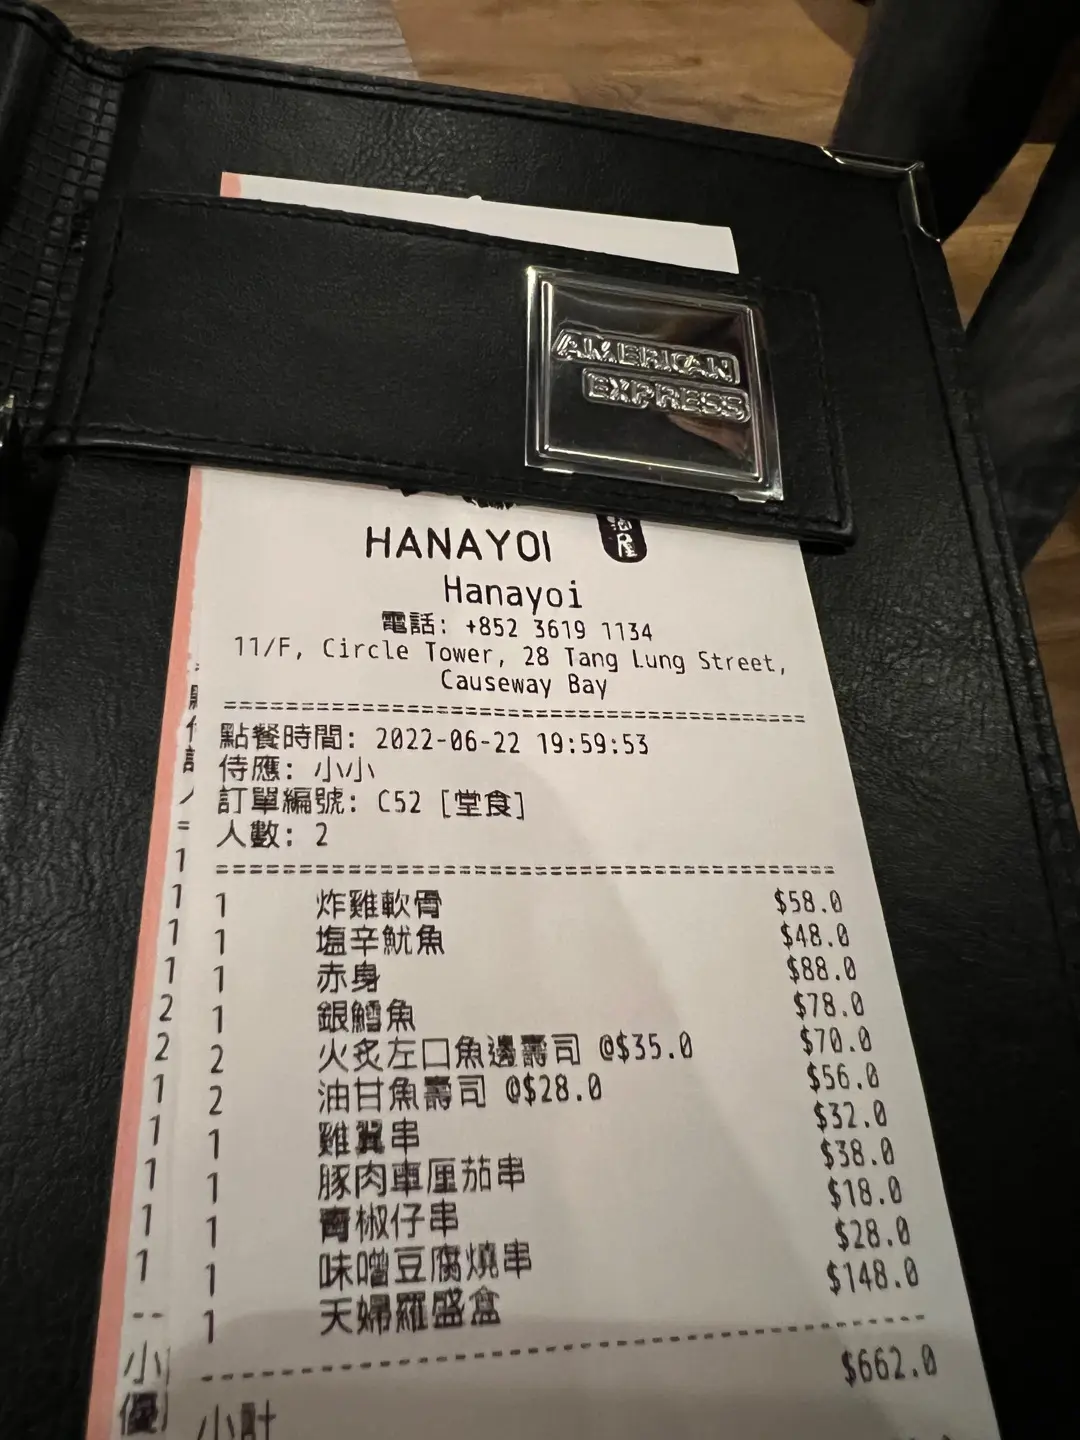 AMERICAN
EXPRESS
HANAYOI
酒屋
Hanayoi
電話: +852 3619 1134
11/F, Circle Tower, 28 Tang Lung Street,
Causeway Bay
點餐時間: 2022-06-22 19:59:53
侍應: 小小
訂單編號: C52 [堂食]
人數: 2
1 炸雞軟骨 $58.0
1 塩辛魷魚 $48.0
1 赤身 $88.0
1 銀鱈魚 $78.0
2 火炙左口魚邊壽司 @$35.0 $70.0
2 油甘魚壽司 @$28.0 $56.0
1 雞翼串 $32.0
1 豚肉車厘茄串 $38.0
1 青椒仔串 $18.0
1 味噌豆腐燒串 $28.0
1 天婦羅盛盒 $148.0
小計 $662.0